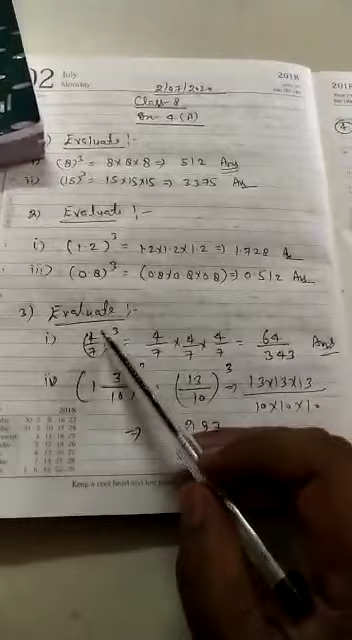 02 July Monday
2/07/2020
2018
Class-8
Ex-4(A)
Evaluate:-
i) (8)³ = 8×8×8 ⇒ 512 Ans
ii) (15)³ = 15×15×15 ⇒ 3375 Ans
2) Evaluate:-
i) (1.2)³ = 1.2×1.2×1.2 ⇒ 1.728 A
iii) (0.8)³ = (0.8×0.8×0.8) ⇒ 0.512 Ans
3) Evaluate:-
i) (4/7)³ = 4/7 × 4/7 × 4/7 = 64/343 Ans
iv (1 3/10) (13/10)³ ⇒ 13×13×13/10×10×10
2018
⇒
Keep a cool head and